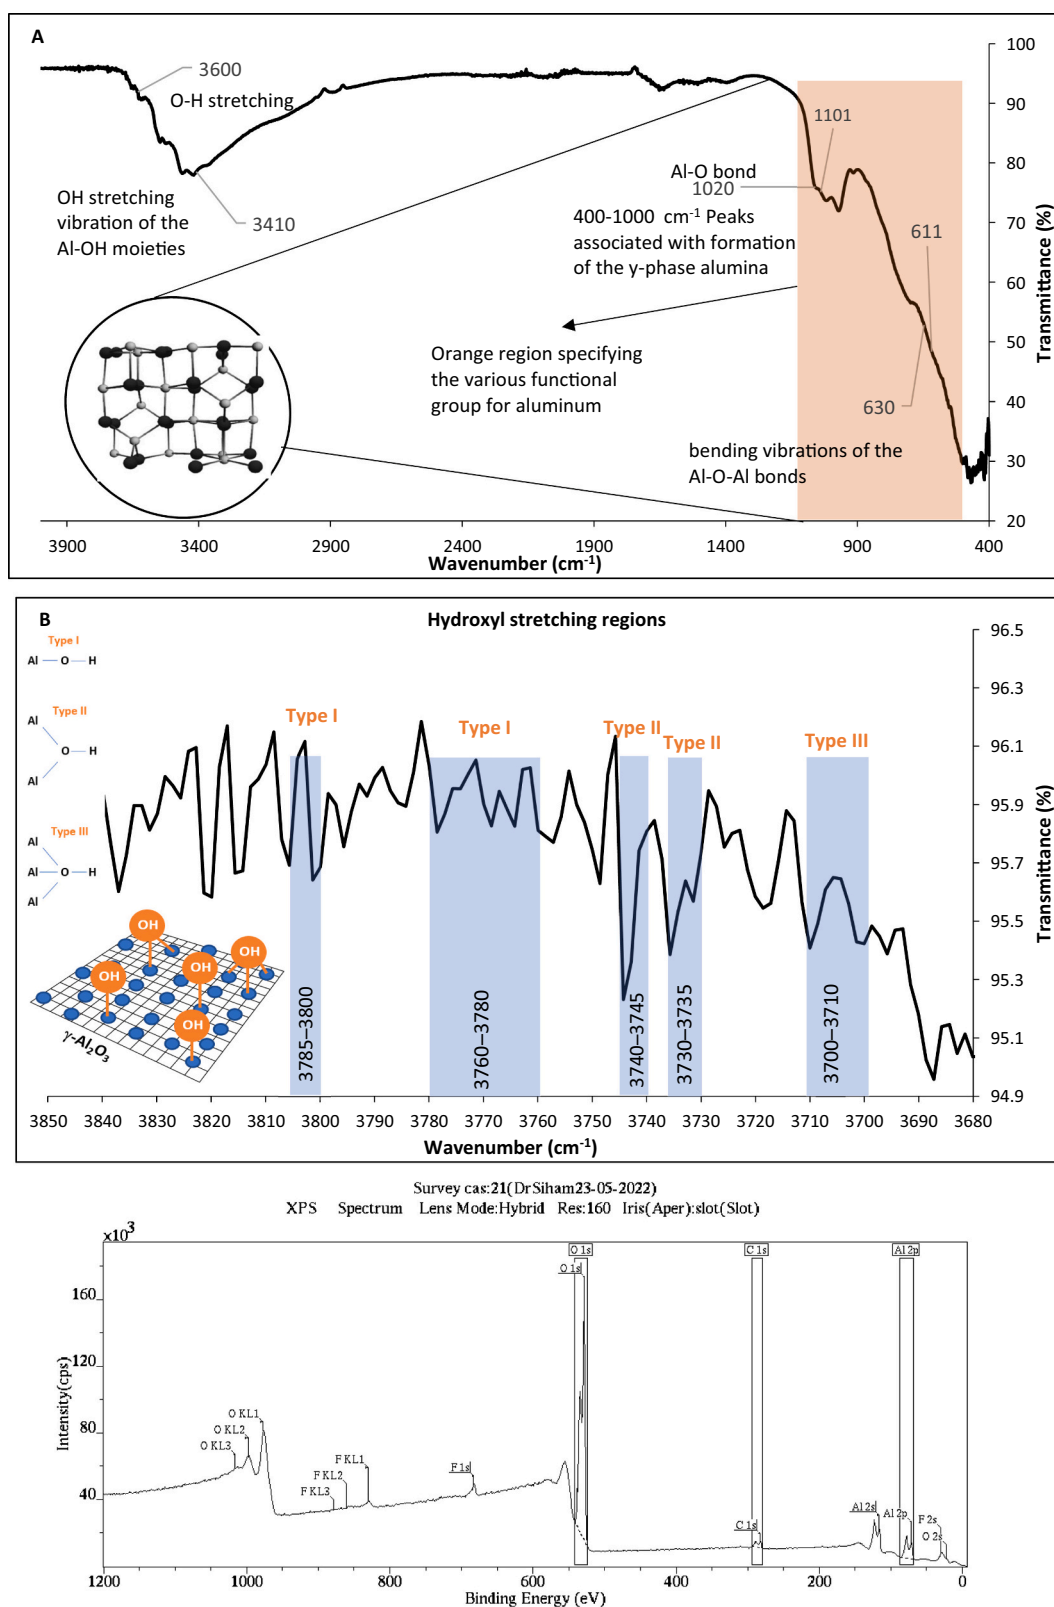 A
3600
O-H stretching
OH stretching
vibration of the
Al-OH moieties
3410
Al-O bond
1101
1020
400-1000 cm⁻¹ Peaks
associated with formation
of the y-phase alumina
611
Orange region specifying
the various functional
group for aluminum
630
bending vibrations of the
Al-O-Al bonds
100
90
80
70
60
50
40
30
20
Transmittance (%)
3900 3400 2900 2400 1900 1400 900 400
Wavenumber (cm⁻¹)
B
Hydroxyl stretching regions
Type I
Al O H
Type II
Al
O H
Al
Type III
Al
Al O H
Al
OH
OH
OH
OH
OH
γ-Al₂O₃
Type I
Type I
Type II
Type II
Type III
3785–3800
3760–3780
3740–3745
3730–3735
3700–3710
96.5
96.3
96.1
95.9
95.7
95.5
95.3
95.1
94.9
Transmittance (%)
3850 3840 3830 3820 3810 3800 3790 3780 3770 3760 3750 3740 3730 3720 3710 3700 3690 3680
Wavenumber (cm⁻¹)
Survey cas:21(DrSiham23-05-2022)
XPS Spectrum Lens Mode:Hybrid Res:160 Iris(Aper):slot(Slot)
x10³
O 1s
C 1s
Al 2p
O 1s
160
120
80
40
Intensity(cps)
O KL1
O KL2
O KL3
F KL1
F KL2
F KL3
F 1s
C 1s
Al 2s
Al 2p
F 2s
O 2s
1200 1000 800 600 400 200 0
Binding Energy (eV)